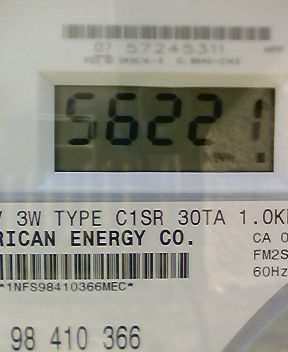 07 57245311
56221
V 3W TYPE C1SR 30TA 1.0K
RICAN ENERGY CO.
CA 0
FM2S
60Hz
*1NFS98410366MEC*
98 410 366